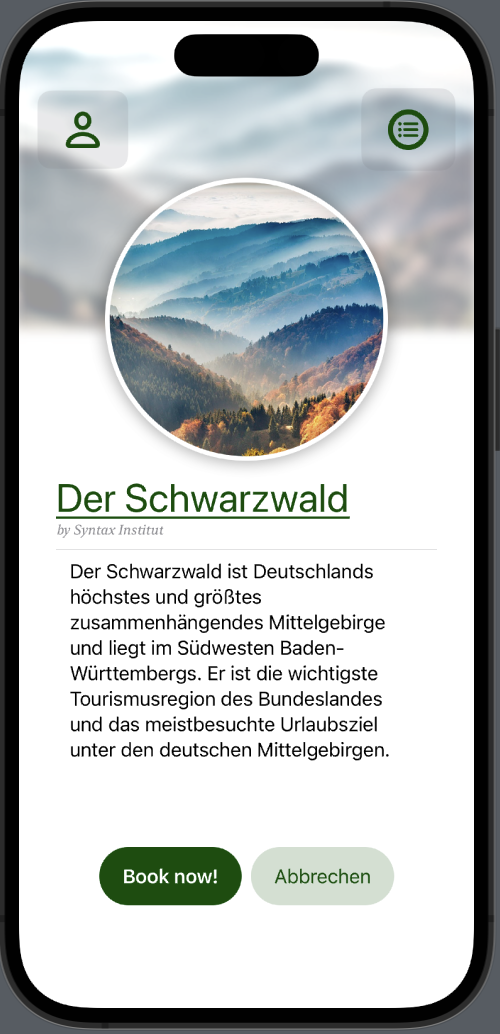 Der Schwarzwald
by Syntax Institut
Der Schwarzwald ist Deutschlands
höchstes und größtes
zusammenhängendes Mittelgebirge
und liegt im Südwesten Baden-
Württembergs. Er ist die wichtigste
Tourismusregion des Bundeslandes
und das meistbesuchte Urlaubsziel
unter den deutschen Mittelgebirgen.
Book now! Abbrechen